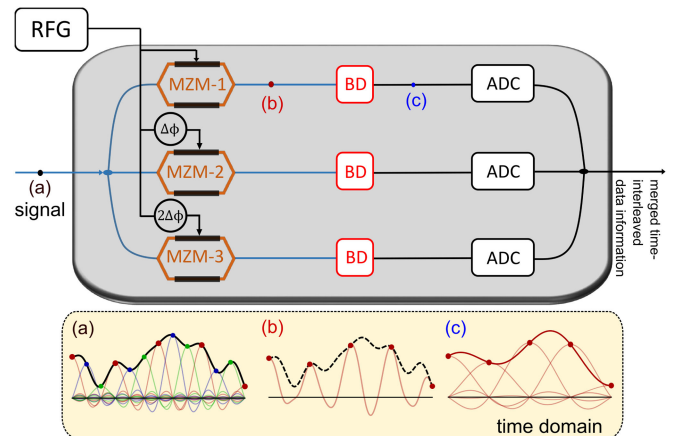 RFG
MZM-1
(b)
BD
(c)
ADC
Δϕ
(a)
signal
MZM-2
BD
ADC
2Δϕ
MZM-3
BD
ADC
merged time-
interleaved
data information
(a)
(b)
(c)
time domain